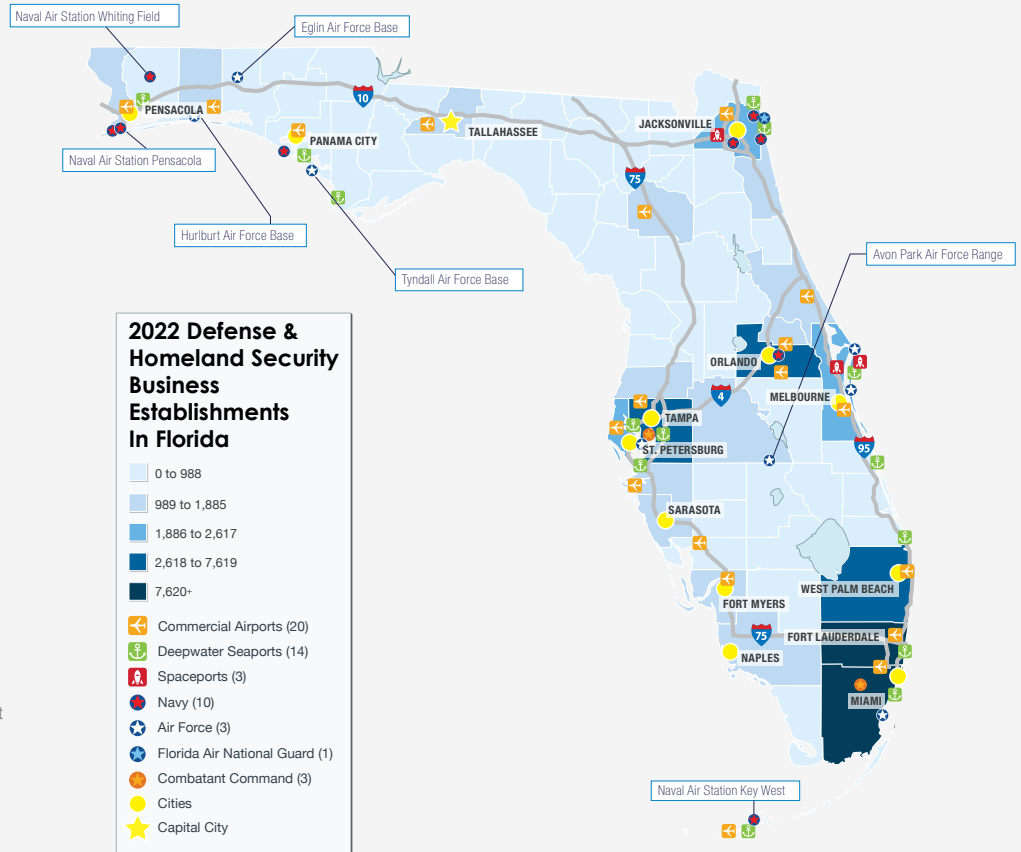 Naval Air Station Whiting Field
Eglin Air Force Base
10
PENSACOLA
JACKSONVILLE
TALLAHASSEE
PANAMA CITY
Naval Air Station Pensacola
75
Hurlburt Air Force Base
Avon Park Air Force Range
Tyndall Air Force Base
2022 Defense &
Homeland Security
Business
Establishments
In Florida
0 to 988
989 to 1,885
1,886 to 2,617
2,618 to 7,619
7,620+
Commercial Airports (20)
Deepwater Seaports (14)
Spaceports (3)
Navy (10)
Air Force (3)
Florida Air National Guard (1)
Combatant Command (3)
Cities
Capital City
ORLANDO
4
MELBOURNE
TAMPA
95
ST. PETERSBURG
SARASOTA
WEST PALM BEACH
FORT MYERS
75
FORT LAUDERDALE
NAPLES
MIAMI
Naval Air Station Key West